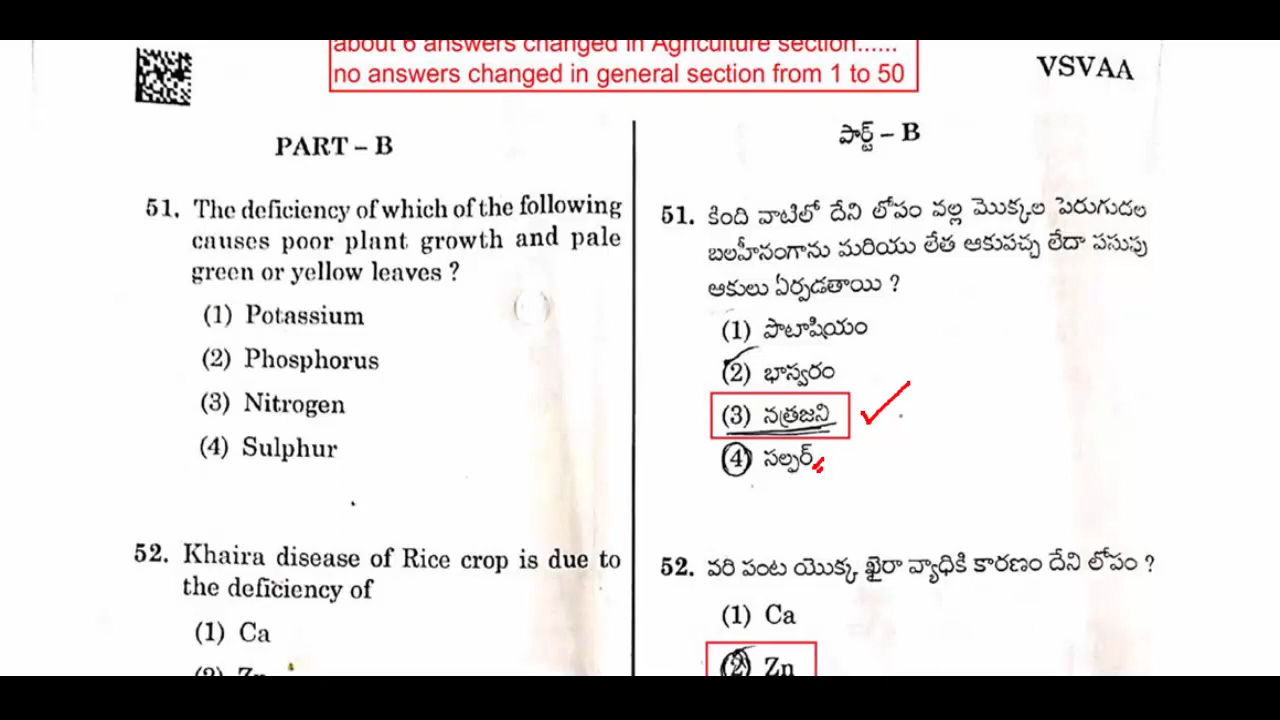 about 6 answers changed in Agriculture section......
no answers changed in general section from 1 to 50
VSVAA
PART – B
51. The deficiency of which of the following
causes poor plant growth and pale
green or yellow leaves ?
(1) Potassium
(2) Phosphorus
(3) Nitrogen
(4) Sulphur
52. Khaira disease of Rice crop is due to
the deficiency of
(1) Ca
(2) Zn
పార్ట్ – B
51. కింది వాటిలో దేని లోపం వల్ల మొక్కల పెరుగుదల
బలహీనంగాను మరియు లేత ఆకుపచ్చ లేదా పసుపు
ఆకులు ఏర్పడతాయి ?
(1) పొటాషియం
(2) భాస్వరం
(3) నత్రజని
(4) సల్ఫర్
52. వరి పంట యొక్క ఖైరా వ్యాధికి కారణం దేని లోపం ?
(1) Ca
(2) Zn